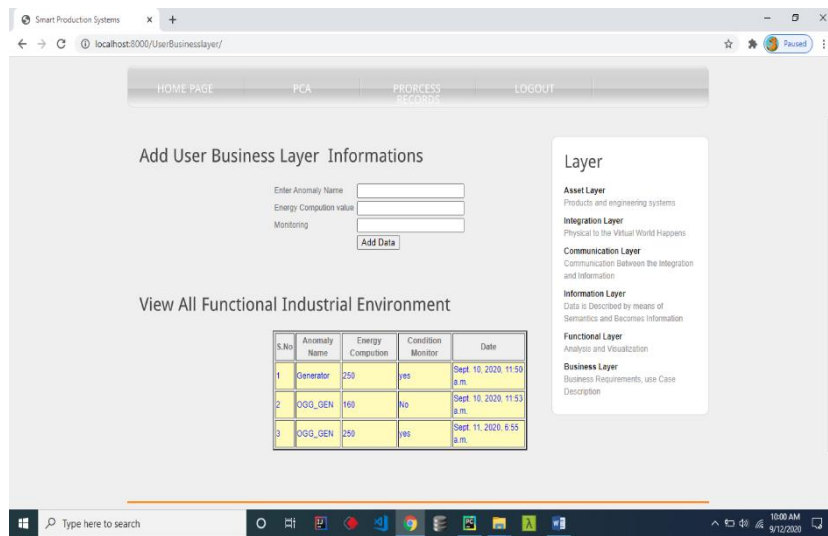 Smart Production Systems
localhost:8000/UserBusinesslayer/
Paused
HOME PAGE
PCA
PRORCESS
RECORDS
LOGOUT
Add User Business Layer Informations
Enter Anomaly Name
Energy Compution value
Monitoring
Add Data
View All Functional Industrial Environment
S.No Anomaly Name Energy Compution Condition Monitor Date
1 Generator 250 yes Sept. 10, 2020, 11:50 a.m.
2 OGG_GEN 160 No Sept. 10, 2020, 11:53 a.m.
3 OGG_GEN 250 yes Sept. 11, 2020, 6:55 a.m.
Layer
Asset Layer
Products and engineering systems
Integration Layer
Physical to the Virtual World Happens
Communication Layer
Communication Between the Integration
and Information
Information Layer
Data is Described by means of
Semantics and Becomes Information
Functional Layer
Analysis and Visualization
Business Layer
Business Requirements, use Case
Description
Type here to search
10:00 AM
9/12/2020